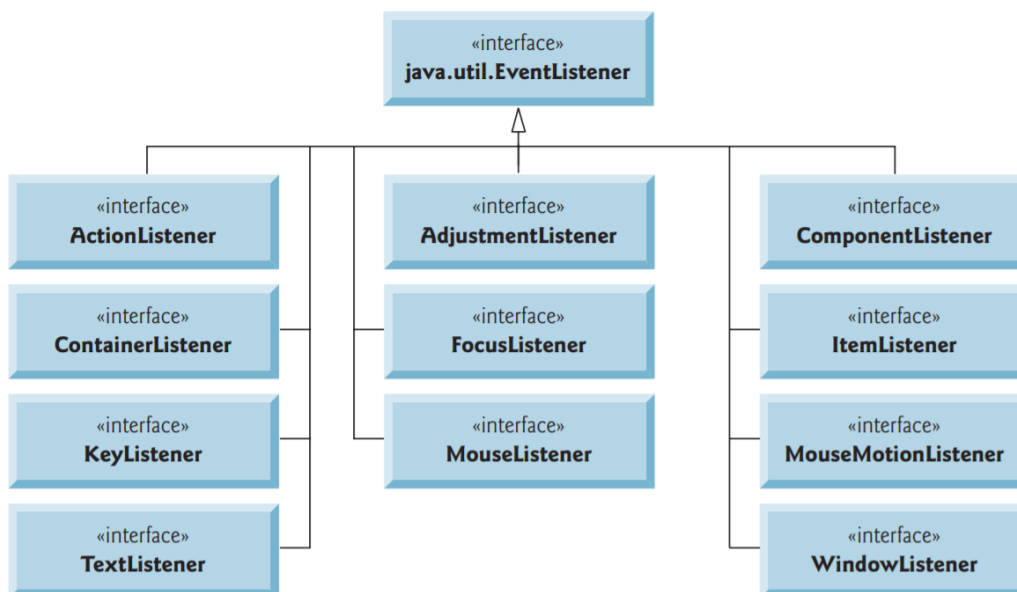 «interface»
java.util.EventListener
«interface»
ActionListener
«interface»
AdjustmentListener
«interface»
ComponentListener
«interface»
ContainerListener
«interface»
FocusListener
«interface»
ItemListener
«interface»
KeyListener
«interface»
MouseListener
«interface»
MouseMotionListener
«interface»
TextListener
«interface»
WindowListener